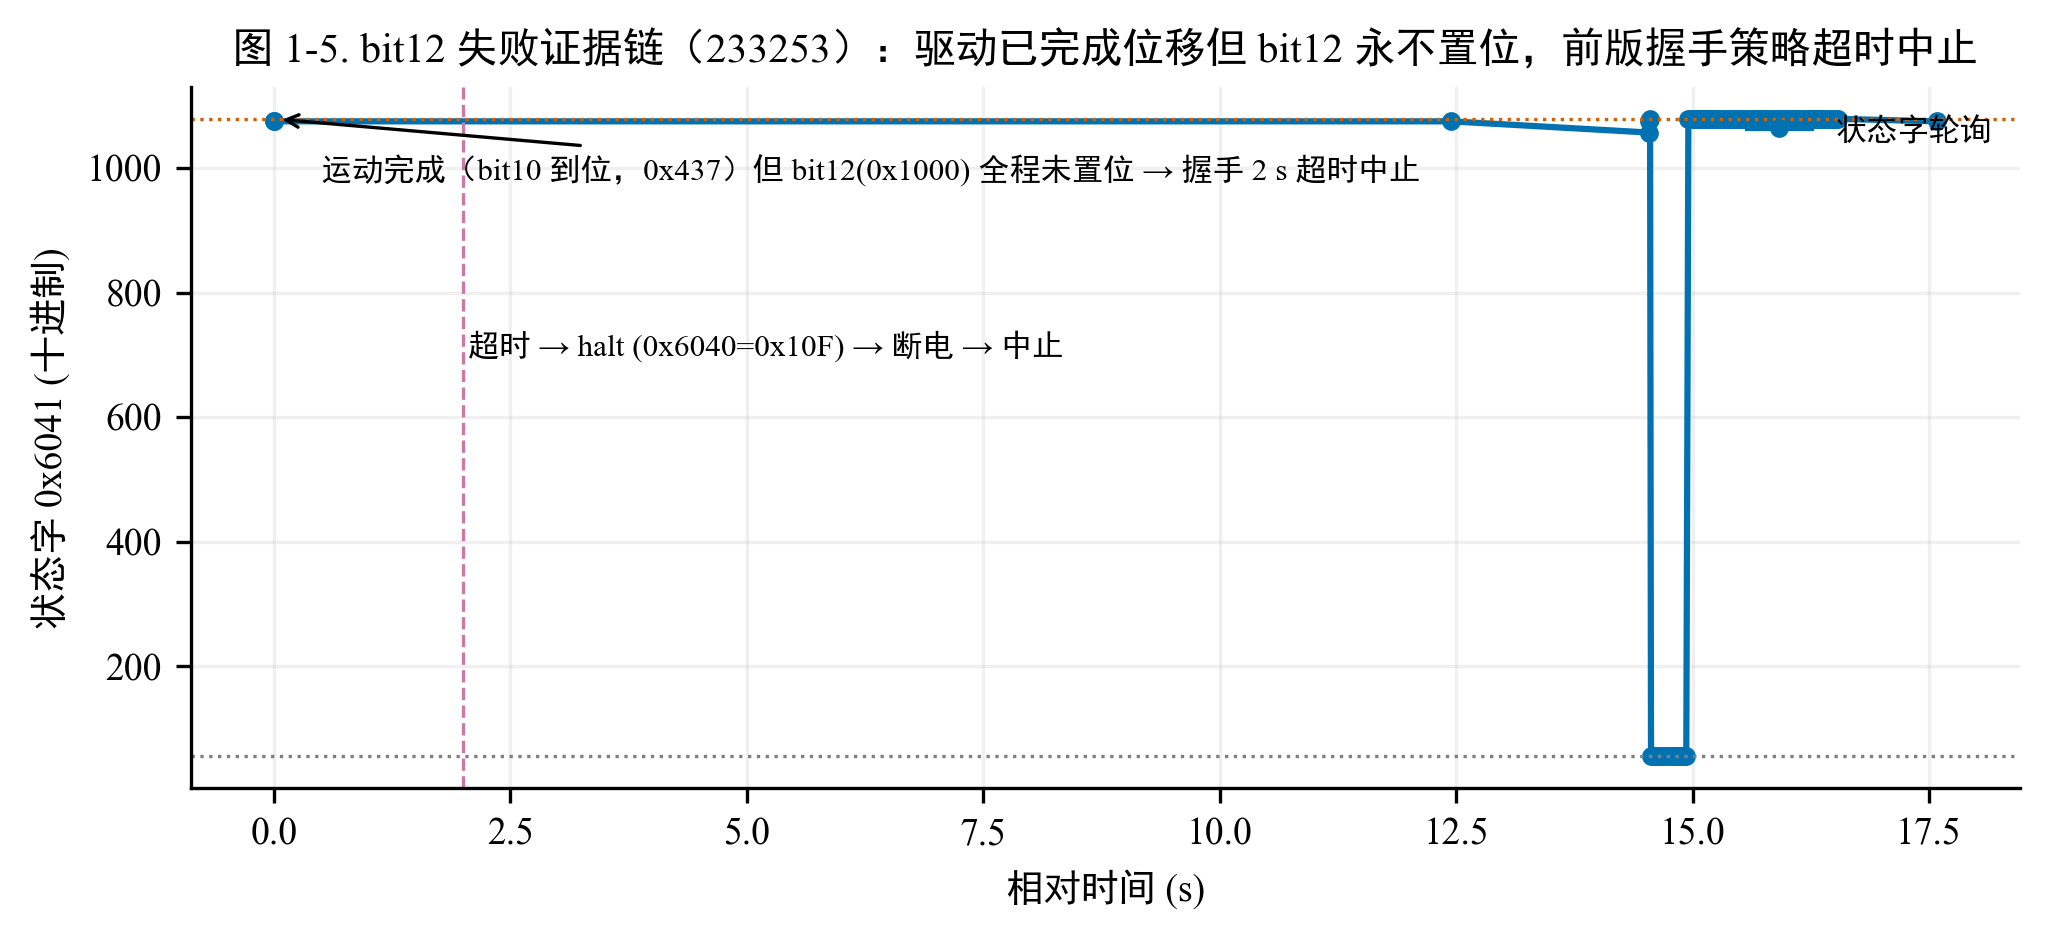 图 1-5. bit12 失败证据链（233253）：驱动已完成位移但 bit12 永不置位，前版握手策略超时中止
状态字轮询
运动完成（bit10 到位，0x437）但 bit12(0x1000) 全程未置位 → 握手 2 s 超时中止
超时 → halt (0x6040=0x10F) → 断电 → 中止
状态字 0x6041 (十进制)
1000
800
600
400
200
0.0 2.5 5.0 7.5 10.0 12.5 15.0 17.5
相对时间 (s)